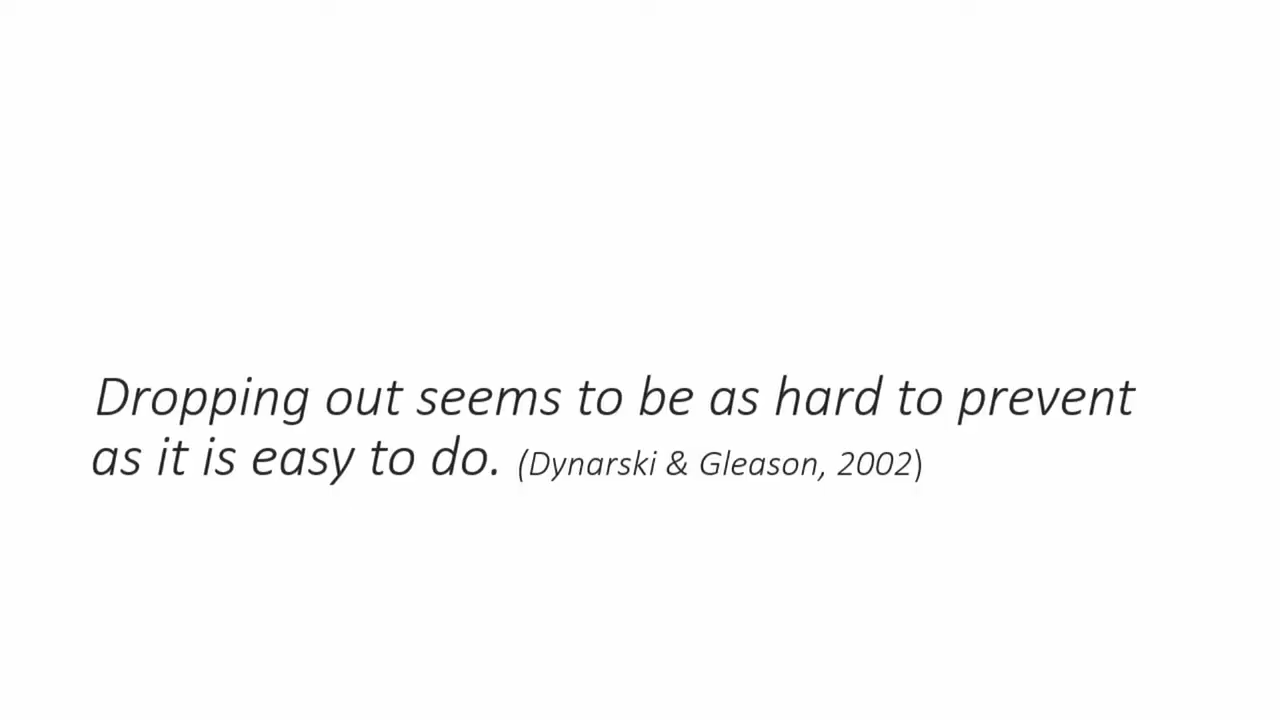 Dropping out seems to be as hard to prevent
as it is easy to do. (Dynarski & Gleason, 2002)